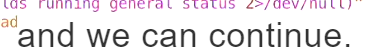 lds running general status 2>/dev/null)"
ad
and we can continue.